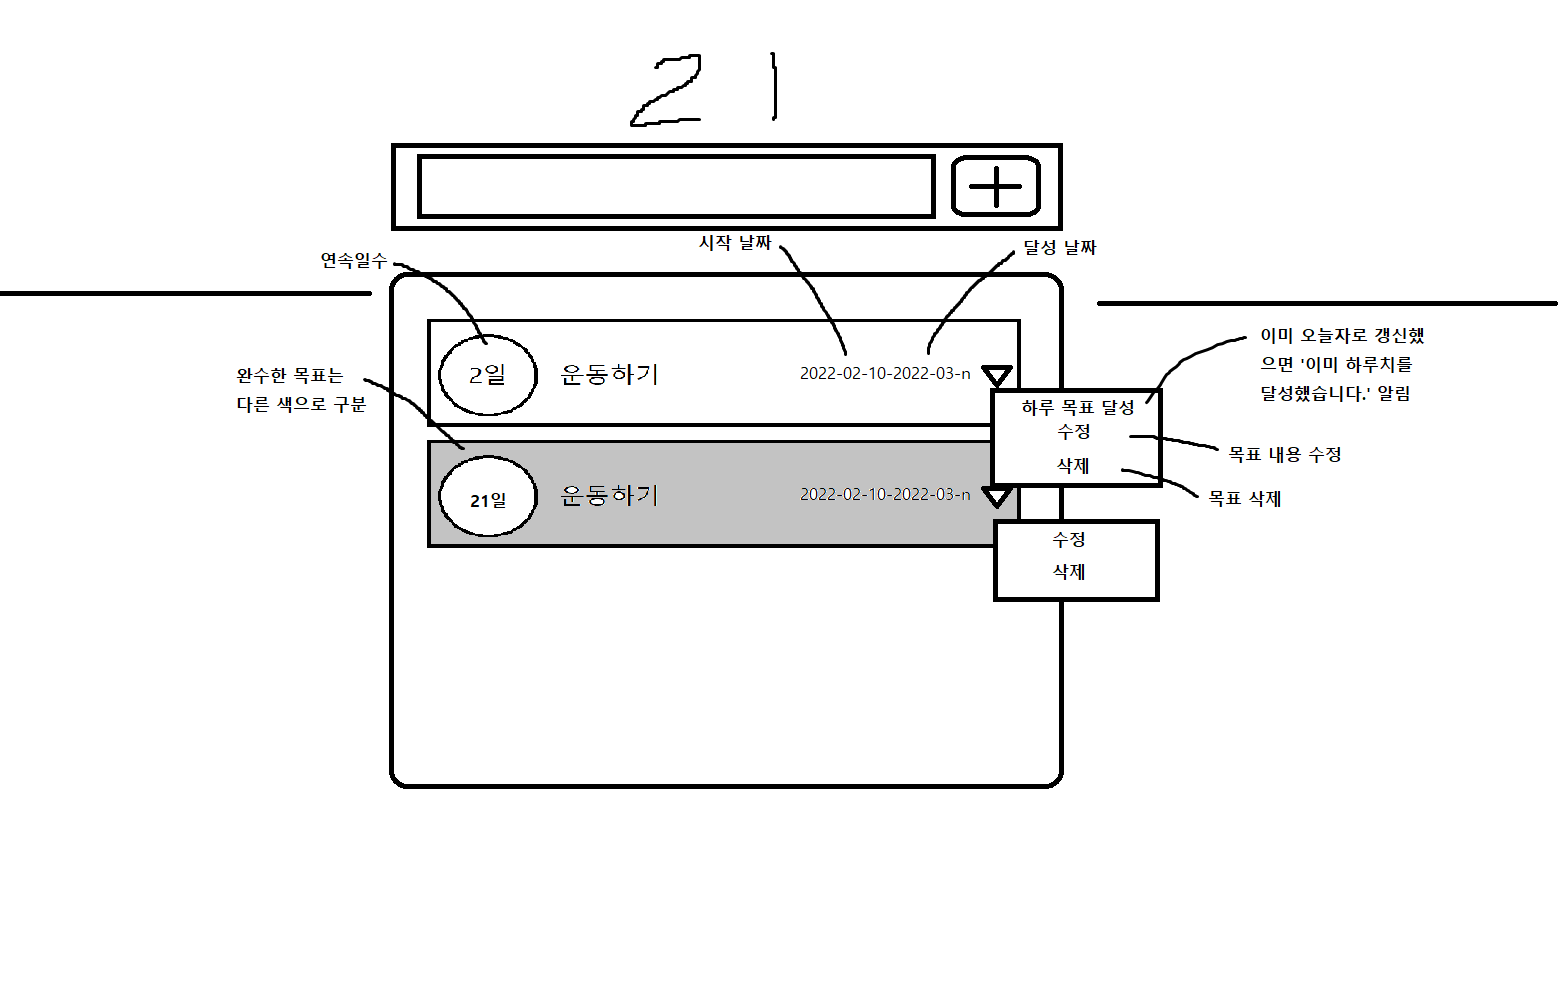 21
시작 날짜
달성 날짜
연속일수
이미 오늘자로 갱신했
으면 '이미 하루치를
달성했습니다.' 알림
완수한 목표는
다른 색으로 구분
2일
운동하기
2022-02-10-2022-03-n
하루 목표 달성
수정
삭제
목표 내용 수정
목표 삭제
21일
운동하기
2022-02-10-2022-03-n
수정
삭제